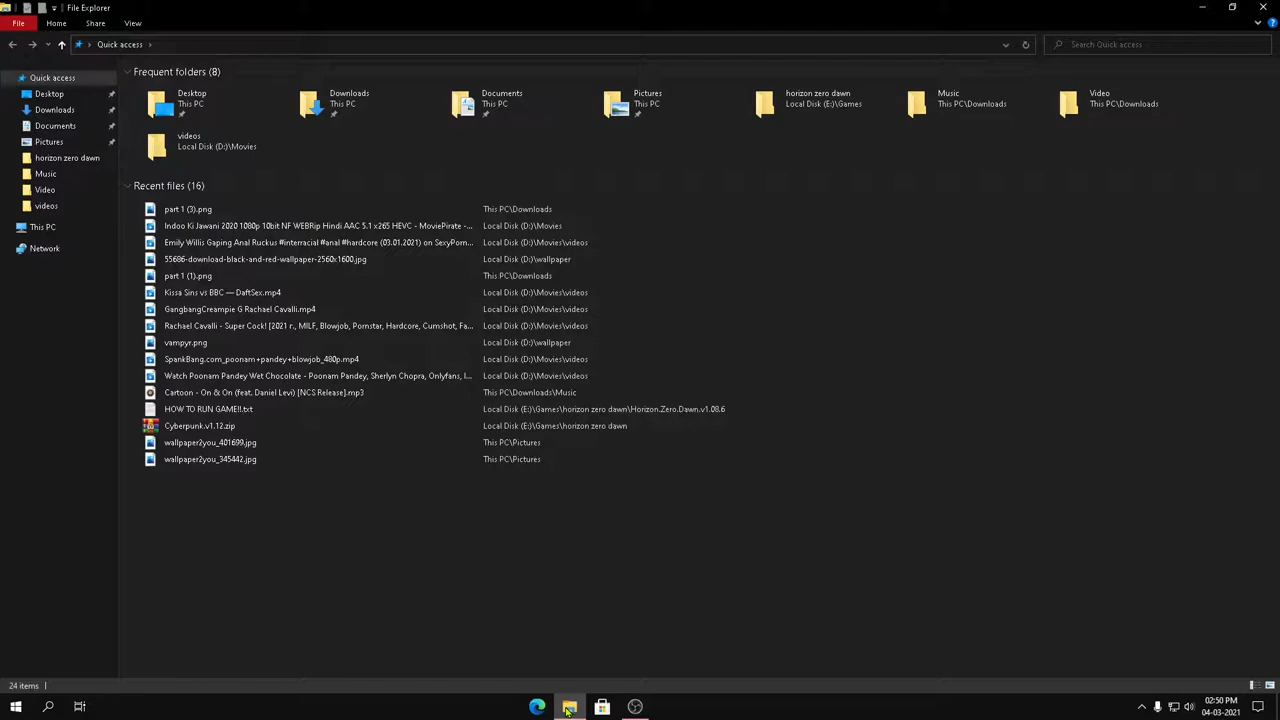 File Explorer
File Home Share View
Quick access
Search Quick access
Quick access
Desktop
Downloads
Documents
Pictures
horizon zero dawn
Music
Video
videos
This PC
Network
Frequent folders (8)
Desktop
This PC
Downloads
This PC
Documents
This PC
Pictures
This PC
horizon zero dawn
Local Disk (E:)\Games
Music
This PC\Downloads
Video
This PC\Downloads
videos
Local Disk (D:)\Movies
Recent files (16)
part 1 (3).png This PC\Downloads
Indoo Ki Jawani 2020 1080p 10bit NF WEBRip Hindi AAC 5.1 x265 HEVC - MoviePirate -... Local Disk (D:)\Movies
Emily Willis Gaping Anal Ruckus #interracial #anal #hardcore (03.01.2021) on SexyPorn... Local Disk (D:)\Movies\videos
55686-download-black-and-red-wallpaper-2560x1600.jpg Local Disk (D:)\wallpaper
part 1 (1).png This PC\Downloads
Kissa Sins vs BBC — DaftSex.mp4 Local Disk (D:)\Movies\videos
GangbangCreampie G Rachael Cavalli.mp4 Local Disk (D:)\Movies\videos
Rachael Cavalli - Super Cock! [2021 г., MILF, Blowjob, Pornstar, Hardcore, Cumshot, Fa... Local Disk (D:)\Movies\videos
vampyr.png Local Disk (D:)\wallpaper
SpankBang.com_poonam+pandey+blowjob_480p.mp4 Local Disk (D:)\Movies\videos
Watch Poonam Pandey Wet Chocolate - Poonam Pandey, Sherlyn Chopra, Onlyfans, I... Local Disk (D:)\Movies\videos
Cartoon - On & On (feat. Daniel Levi) [NCS Release].mp3 This PC\Downloads\Music
HOW TO RUN GAME!!.txt Local Disk (E:)\Games\horizon zero dawn\Horizon.Zero.Dawn.v1.08.6
Cyberpunk.v1.12.zip Local Disk (E:)\Games\horizon zero dawn
wallpaper2you_401699.jpg This PC\Pictures
wallpaper2you_345442.jpg This PC\Pictures
24 items
02:50 PM
04-03-2021